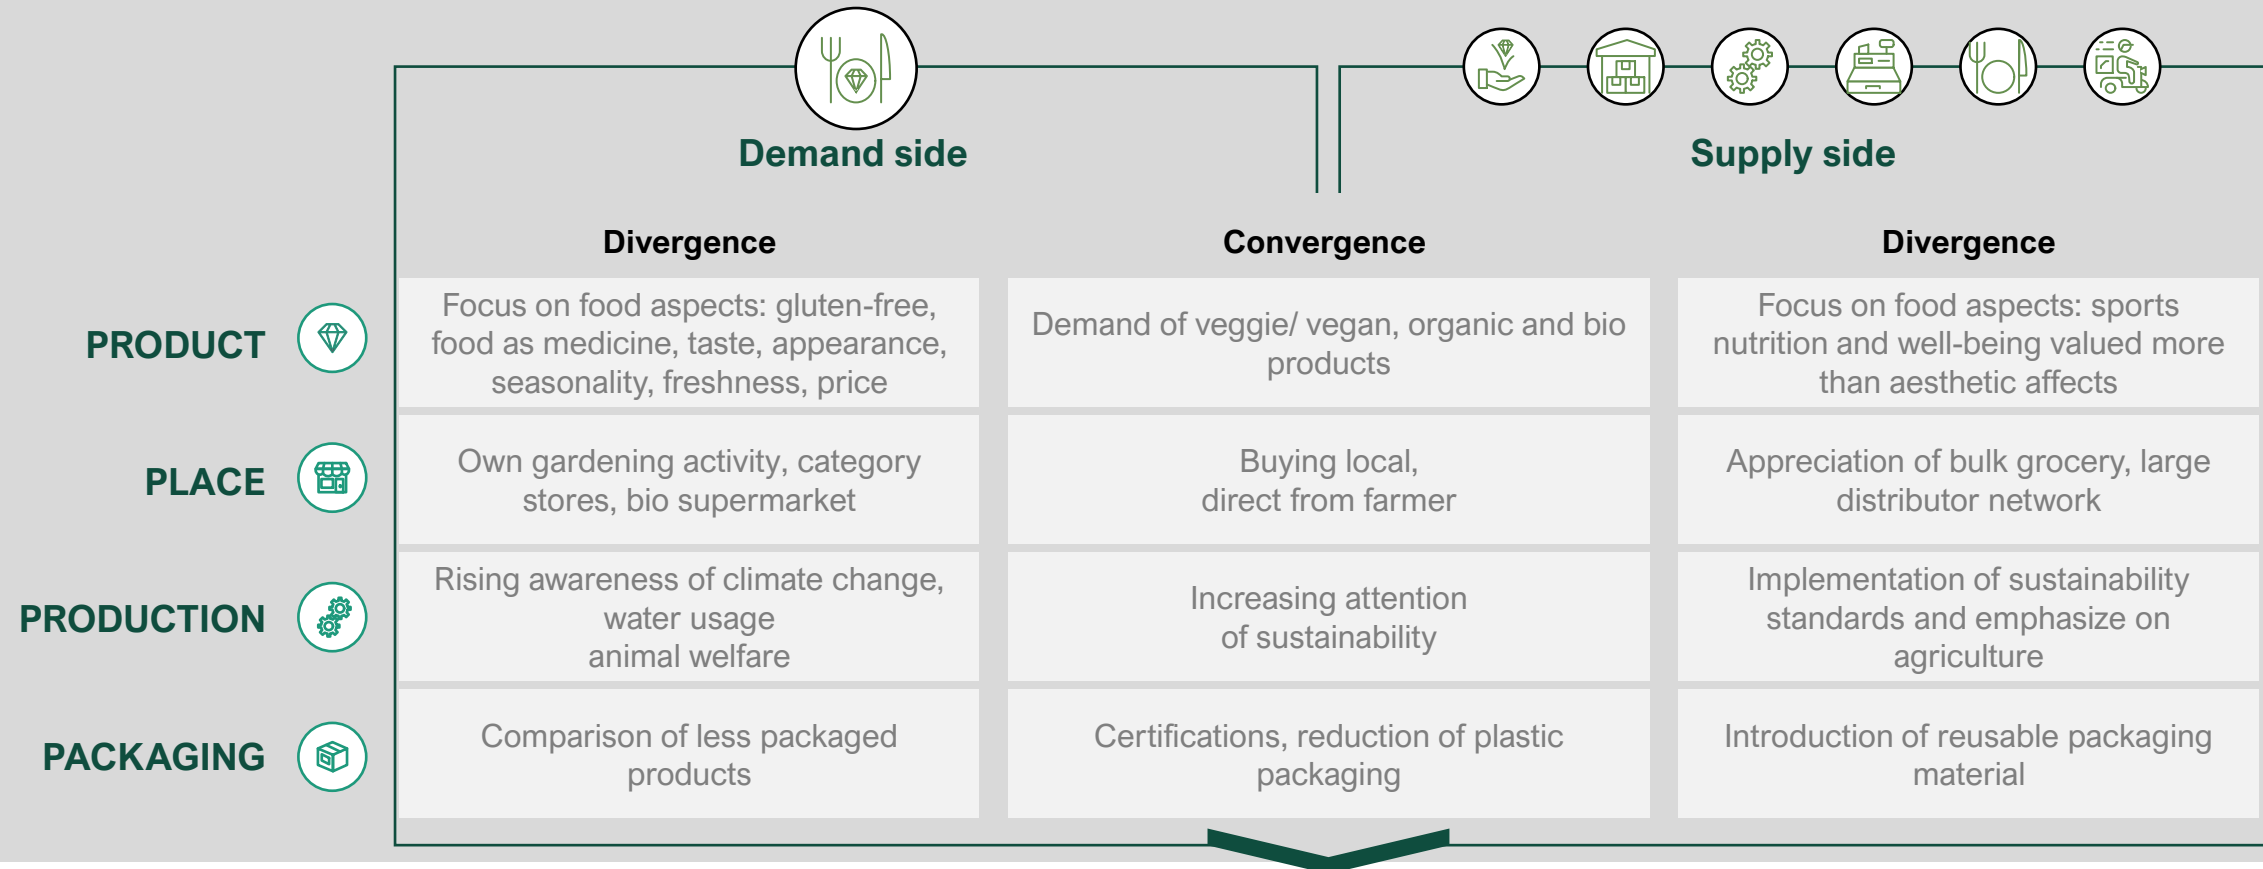 Demand side
Supply side
Divergence
Convergence
Divergence
PRODUCT
Focus on food aspects: gluten-free,
food as medicine, taste, appearance,
seasonality, freshness, price
Demand of veggie/ vegan, organic and bio
products
Focus on food aspects: sports
nutrition and well-being valued more
than aesthetic affects
PLACE
Own gardening activity, category
stores, bio supermarket
Buying local,
direct from farmer
Appreciation of bulk grocery, large
distributor network
PRODUCTION
Rising awareness of climate change,
water usage
animal welfare
Increasing attention
of sustainability
Implementation of sustainability
standards and emphasize on
agriculture
PACKAGING
Comparison of less packaged
products
Certifications, reduction of plastic
packaging
Introduction of reusable packaging
material